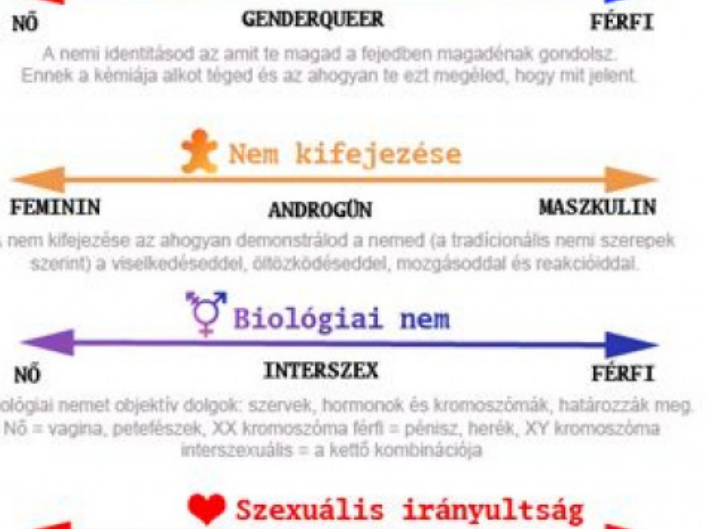 NŐ GENDERQUEER FÉRFI
A nemi identitásod az amit te magad a fejedben magadénak gondolsz.
Ennek a kémiája alkot téged és az ahogyan te ezt megéled, hogy mit jelent.
Nem kifejezése
FEMININ ANDROGÜN MASZKULIN
nem kifejezése az ahogyan demonstrálod a nemed (a tradícionális nemi szerepek
szerint) a viselkedéseddel, öltözködéseddel, mozgásoddal és reakcióiddal.
Biológiai nem
NŐ INTERSZEX FÉRFI
ológiai nemet objektív dolgok: szervek, hormonok és kromoszómák, határozzák meg.
Nő = vagina, petefészek, XX kromoszóma férfi = pénisz, herék, XY kromoszóma
interszexuális = a kettő kombinációja
Szexuális irányultság